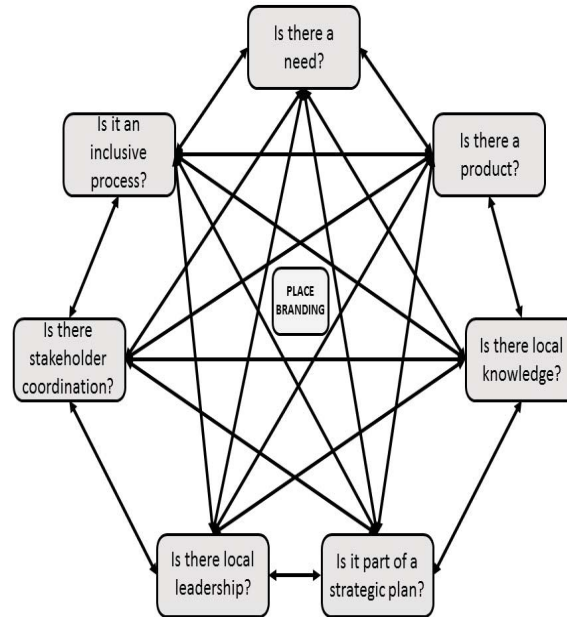 Is there a
need?
Is it an
inclusive
process?
Is there a
product?
PLACE
BRANDING
Is there
stakeholder
coordination?
Is there local
knowledge?
Is there local
leadership?
Is it part of a
strategic plan?